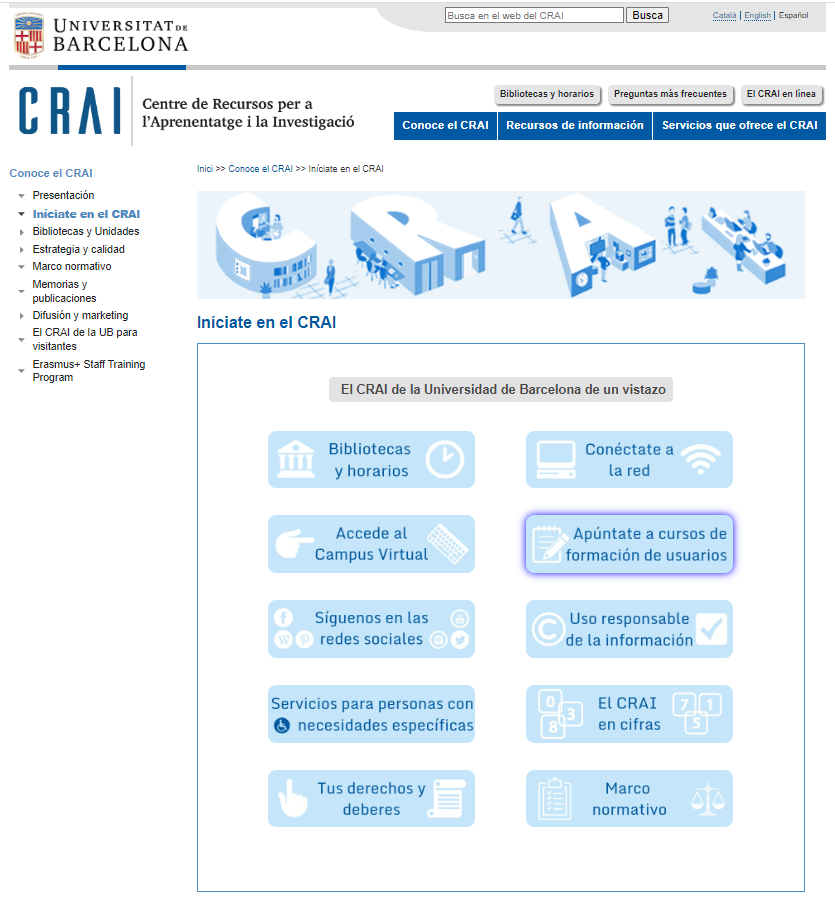 UNIVERSITAT DE
BARCELONA
Busca en el web del CRAI
Busca
Català | English | Español
CRAI
Centre de Recursos per a
l'Aprenentatge i la Investigació
Bibliotecas y horarios
Preguntas más frecuentes
El CRAI en línea
Conoce el CRAI
Recursos de información
Servicios que ofrece el CRAI
Conoce el CRAI
Presentación
Iníciate en el CRAI
Bibliotecas y Unidades
Estrategia y calidad
Marco normativo
Memorias y
publicaciones
Difusión y marketing
El CRAI de la UB para
visitantes
Erasmus+ Staff Training
Program
Inici >> Conoce el CRAI >> Iníciate en el CRAI
CRAI
Iníciate en el CRAI
El CRAI de la Universidad de Barcelona de un vistazo
Bibliotecas
y horarios
Conéctate a
la red
Accede al
Campus Virtual
Apúntate a cursos de
formación de usuarios
Síguenos en las
redes sociales
Uso responsable
de la información
Servicios para personas con
necesidades específicas
El CRAI
en cifras
0
3
8
7
1
5
Tus derechos y
deberes
Marco
normativo